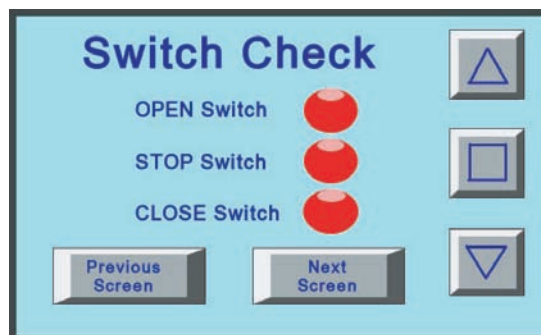 Switch Check
OPEN Switch
STOP Switch
CLOSE Switch
Previous
Screen
Next
Screen